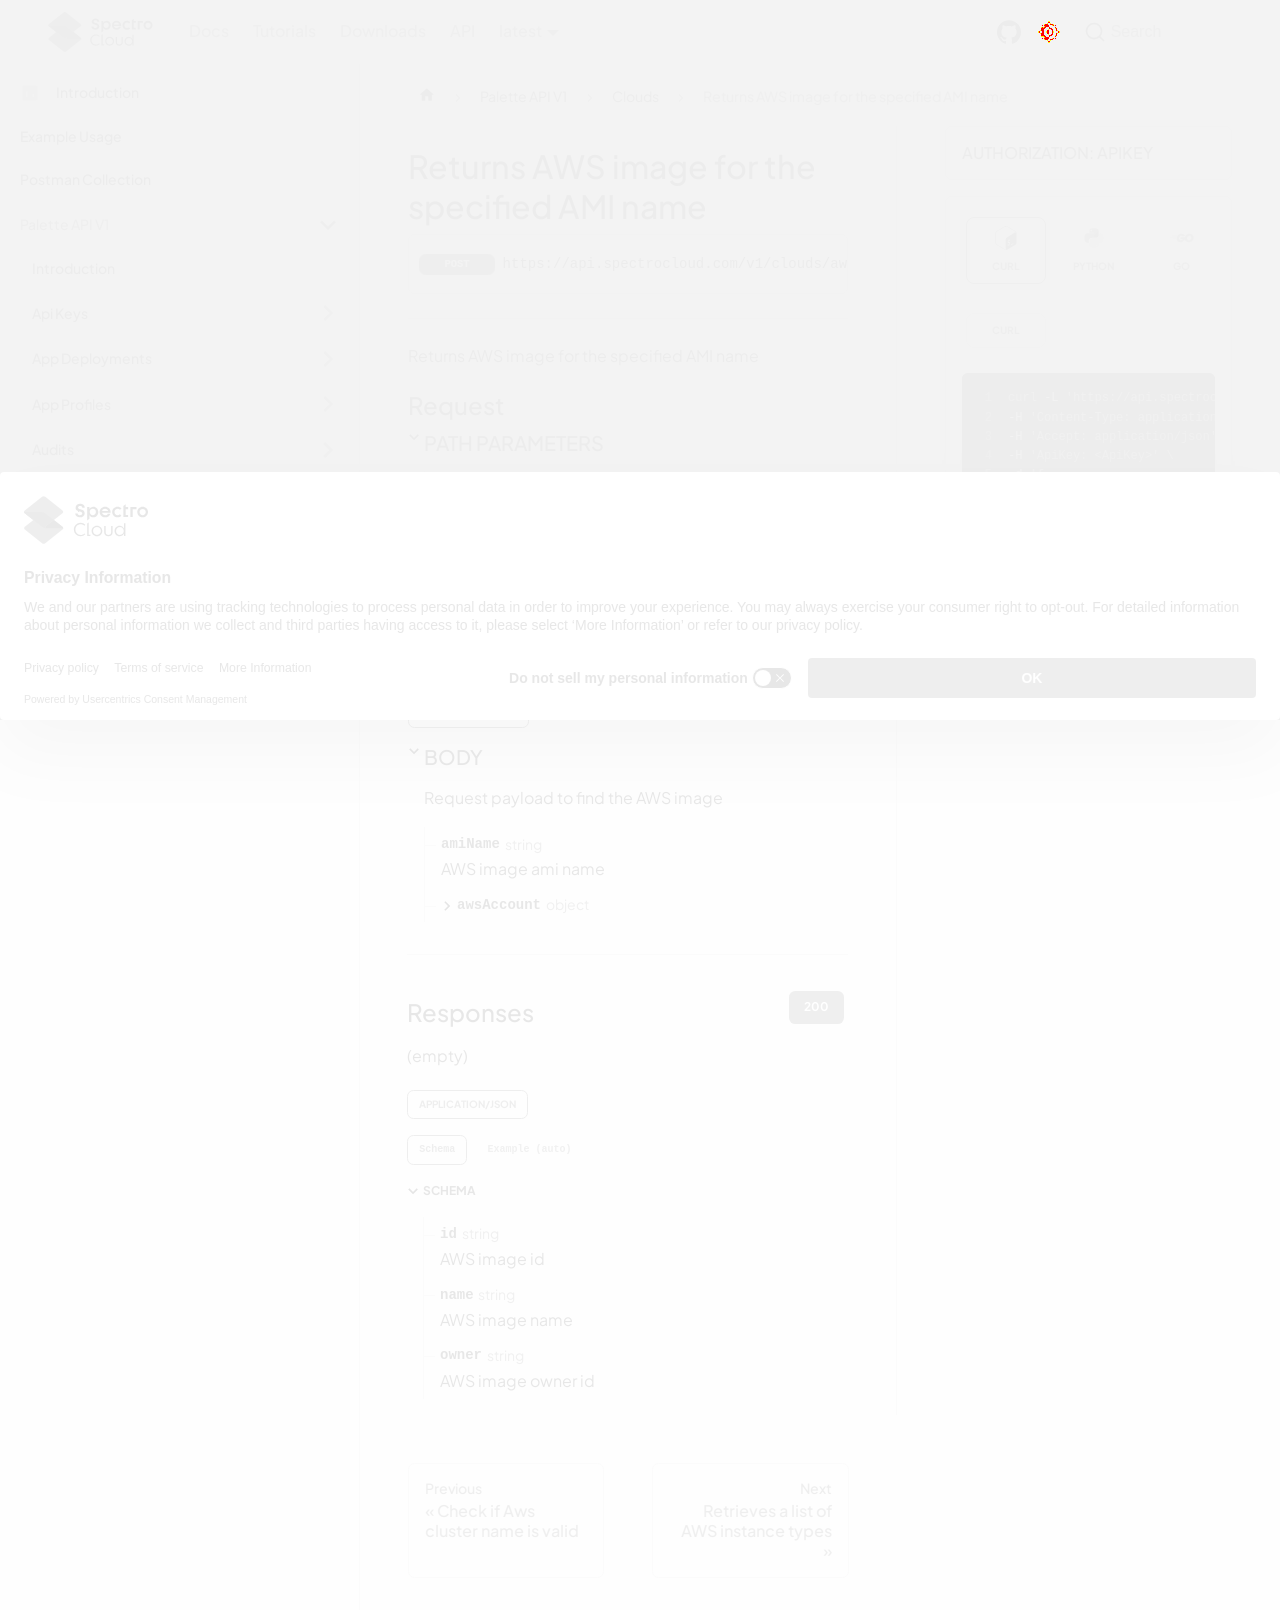 Spectro
Cloud
Docs
Tutorials
Downloads
API
latest
Search
Introduction
Example Usage
Postman Collection
Palette API V1
Introduction
Api Keys
App Deployments
App Profiles
Audits
Palette API V1
Clouds
Returns AWS image for the specified AMI name
Returns AWS image for the
specified AMI name
https://api.spectrocloud.com/v1/clouds/aw
Returns AWS image for the specified AMI name
Request
PATH PARAMETERS
AUTHORIZATION: APIKEY
CURL
PYTHON
GO
CURL
Spectro
Cloud
Privacy Information
We and our partners are using tracking technologies to process personal data in order to improve your experience. You may always exercise your consumer right to opt-out. For detailed information
about personal information we collect and third parties having access to it, please select 'More Information' or refer to our privacy policy.
Privacy policy
Terms of service
More Information
Powered by Usercentrics Consent Management
Do not sell my personal information
OK
BODY
Request payload to find the AWS image
amiName string
AWS image ami name
awsAccount object
Responses
200
(empty)
APPLICATION/JSON
Schema
Example (auto)
SCHEMA
id string
AWS image id
name string
AWS image name
owner string
AWS image owner id
Previous
« Check if Aws
cluster name is valid
Next
Retrieves a list of
AWS instance types
»